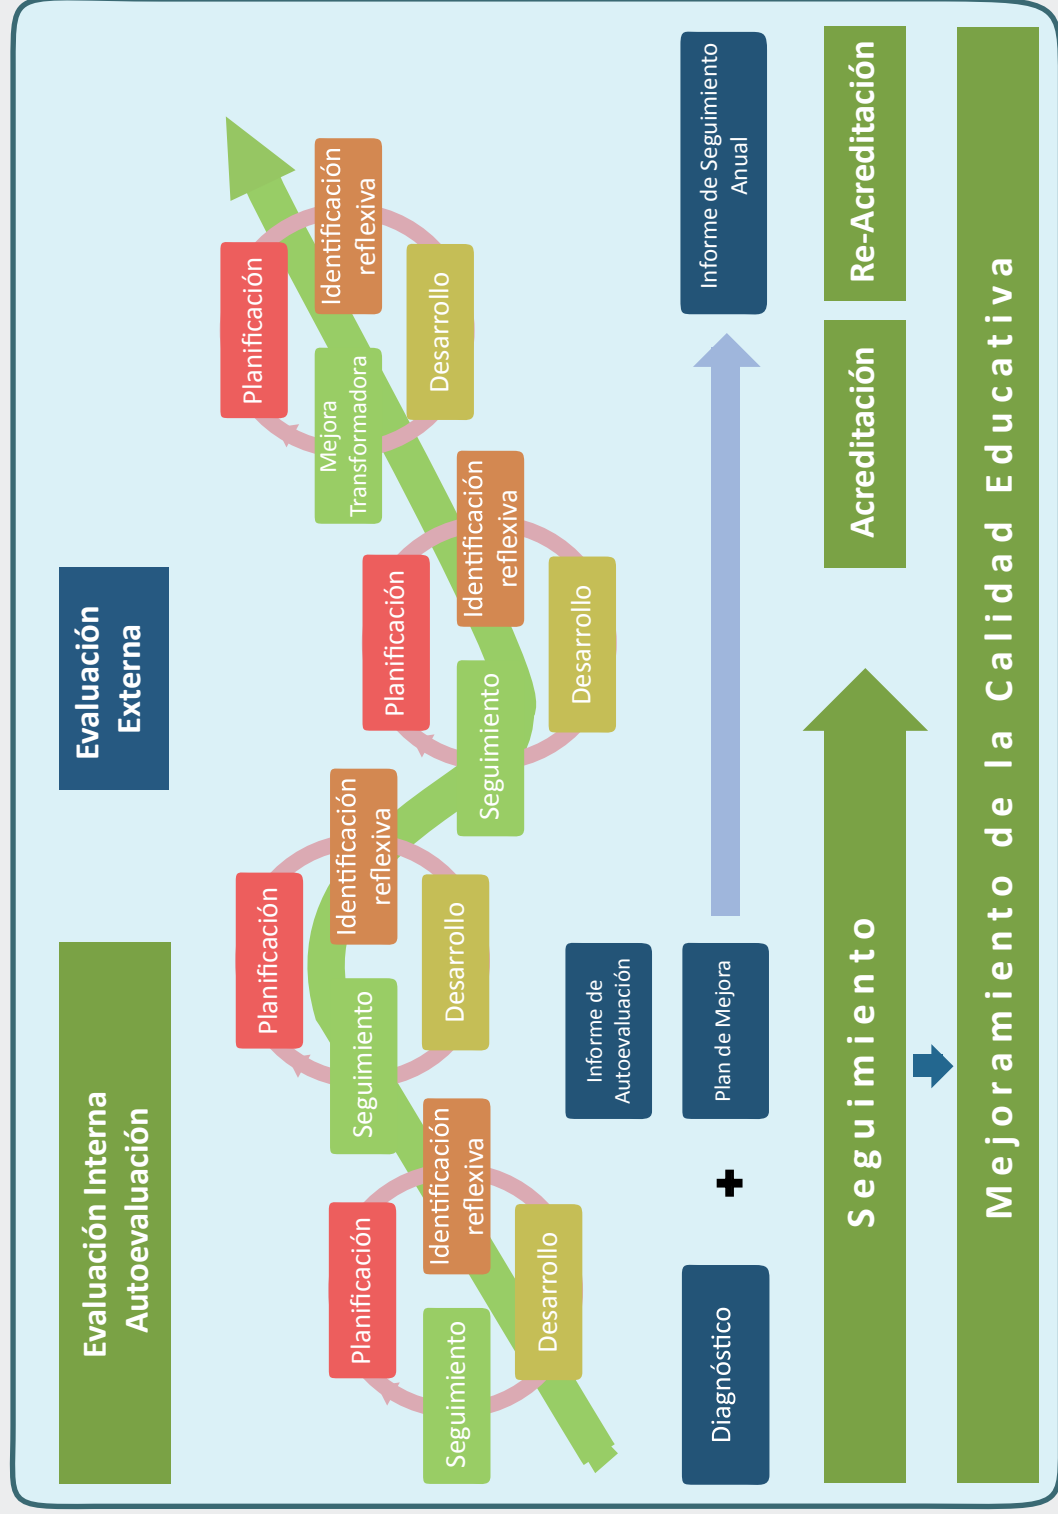 Evaluación Interna
Autoevaluación
Evaluación
Externa
Planificación
Identificación
reflexiva
Desarrollo
Seguimiento
Planificación
Identificación
reflexiva
Desarrollo
Seguimiento
Planificación
Identificación
reflexiva
Desarrollo
Seguimiento
Planificación
Identificación
reflexiva
Desarrollo
Mejora
Transformadora
Diagnóstico
+
Informe de
Autoevaluación
Plan de Mejora
Informe de Seguimiento
Anual
Seguimiento
Acreditación
Re-Acreditación
Mejoramiento de la Calidad Educativa